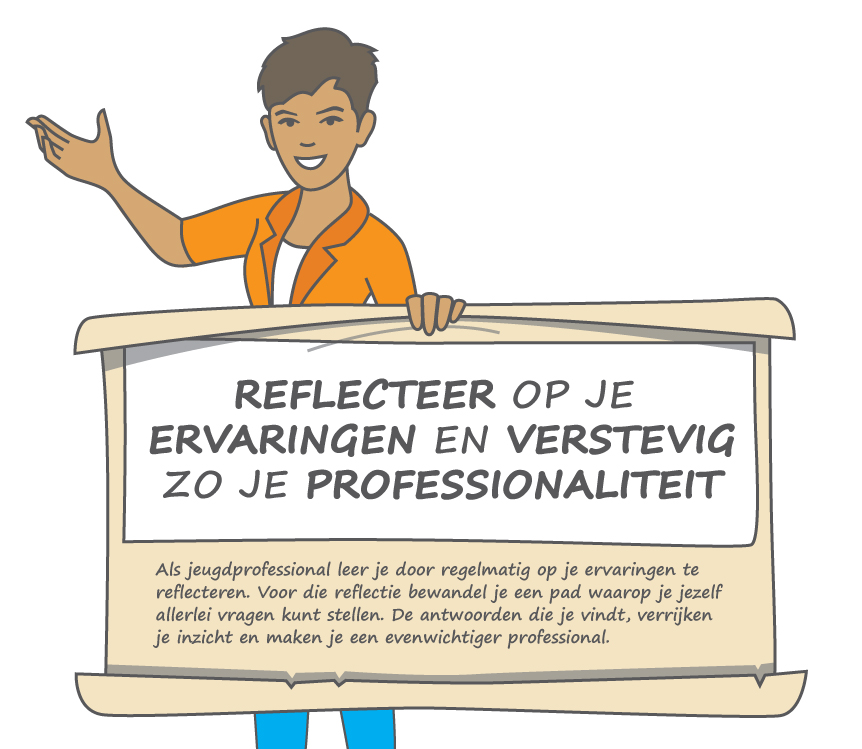 REFLECTEER OP JE
ERVARINGEN EN VERSTEVIG
ZO JE PROFESSIONALITEIT
Als jeugdprofessional leer je door regelmatig op je ervaringen te
reflecteren. Voor die reflectie bewandel je een pad waarop je jezelf
allerlei vragen kunt stellen. De antwoorden die je vindt, verrijken
je inzicht en maken je een evenwichtiger professional.